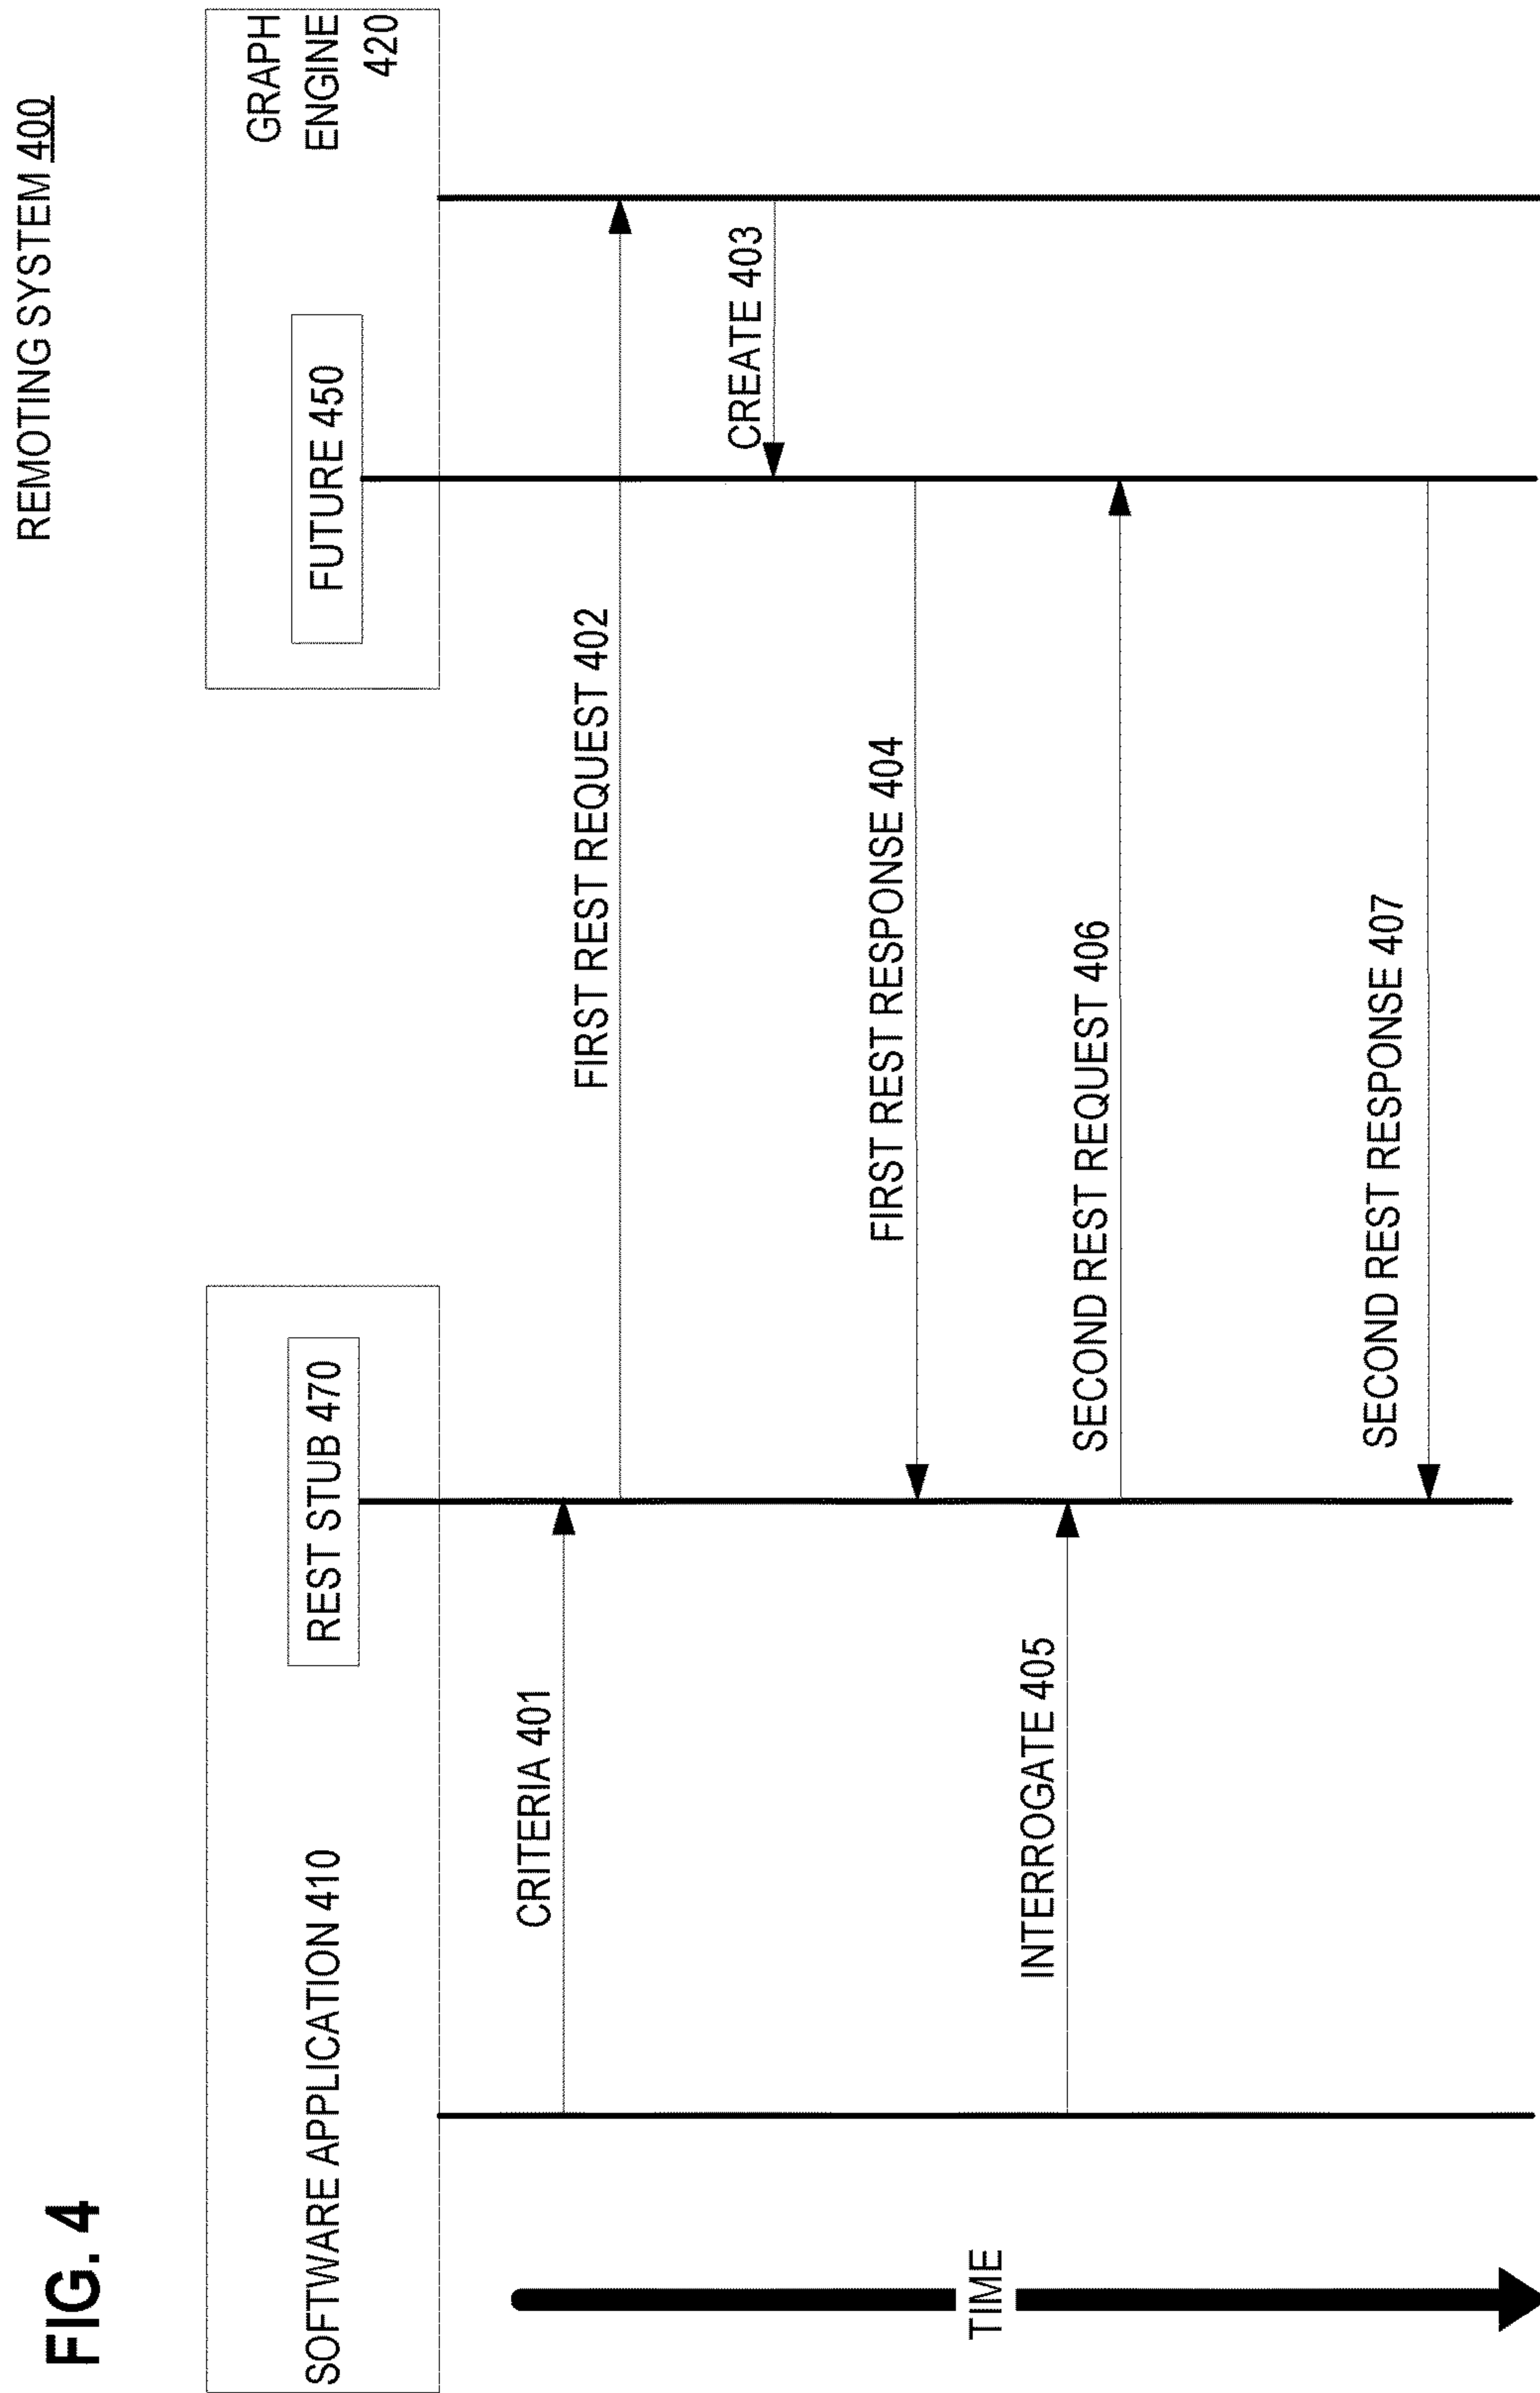 FIG. 4
REMOTING SYSTEM 400
SOFTWARE APPLICATION 410
REST STUB 470
FUTURE 450
GRAPH
ENGINE
420
CRITERIA 401
FIRST REST REQUEST 402
CREATE 403
FIRST REST RESPONSE 404
INTERROGATE 405
SECOND REST REQUEST 406
SECOND REST RESPONSE 407
TIME